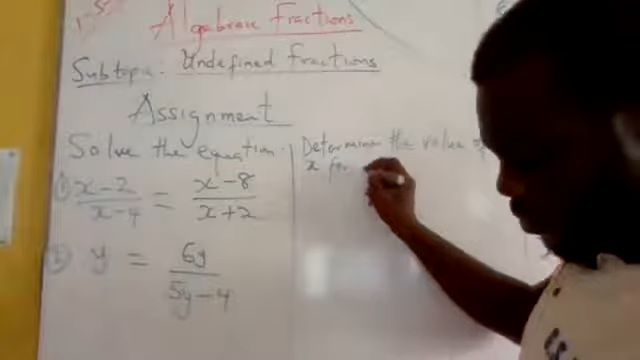 Algebraic Fractions
Subtopic: Undefined Fractions
Assignment
Solve the equation.
① x-2/x-4 = x-8/x+2
② y = 6y/5y-4
Determine the value of
x for